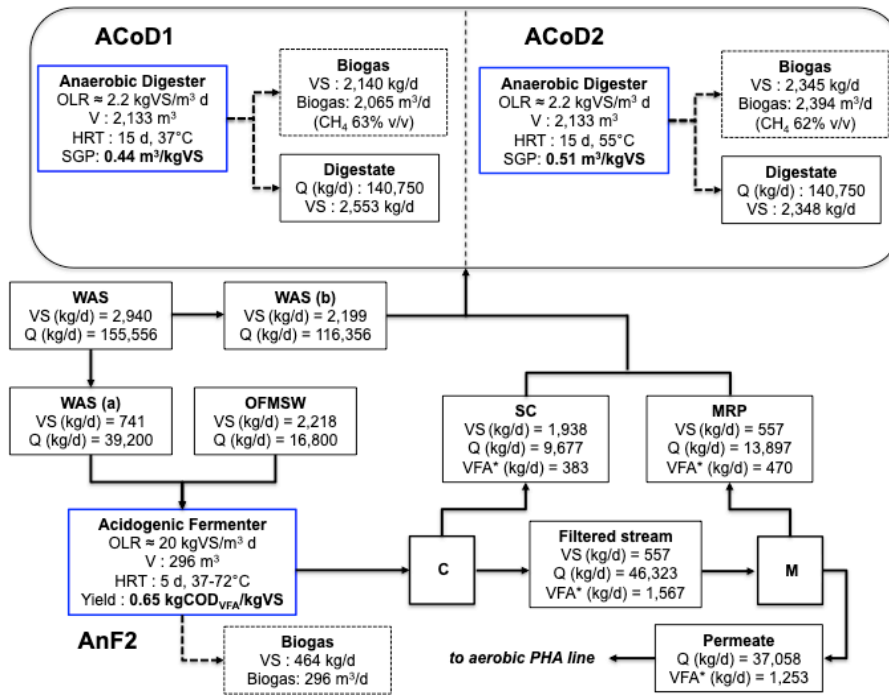 ACoD1
Anaerobic Digester
OLR ≈ 2.2 kgVS/m³ d
V : 2,133 m³
HRT : 15 d, 37°C
SGP: 0.44 m³/kgVS
Biogas
VS : 2,140 kg/d
Biogas: 2,065 m³/d
(CH₄ 63% v/v)
Digestate
Q (kg/d) : 140,750
VS : 2,553 kg/d
ACoD2
Anaerobic Digester
OLR ≈ 2.2 kgVS/m³ d
V : 2,133 m³
HRT : 15 d, 55°C
SGP: 0.51 m³/kgVS
Biogas
VS : 2,345 kg/d
Biogas: 2,394 m³/d
(CH₄ 62% v/v)
Digestate
Q (kg/d) : 140,750
VS : 2,348 kg/d
WAS
VS (kg/d) = 2,940
Q (kg/d) = 155,556
WAS (b)
VS (kg/d) = 2,199
Q (kg/d) = 116,356
WAS (a)
VS (kg/d) = 741
Q (kg/d) = 39,200
OFMSW
VS (kg/d) = 2,218
Q (kg/d) = 16,800
SC
VS (kg/d) = 1,938
Q (kg/d) = 9,677
VFA* (kg/d) = 383
MRP
VS (kg/d) = 557
Q (kg/d) = 13,897
VFA* (kg/d) = 470
Acidogenic Fermenter
OLR ≈ 20 kgVS/m³ d
V : 296 m³
HRT : 5 d, 37-72°C
Yield : 0.65 kgCOD_VFA/kgVS
AnF2
C
Filtered stream
VS (kg/d) = 557
Q (kg/d) = 46,323
VFA* (kg/d) = 1,567
M
Biogas
VS : 464 kg/d
Biogas: 296 m³/d
to aerobic PHA line
Permeate
Q (kg/d) = 37,058
VFA* (kg/d) = 1,253